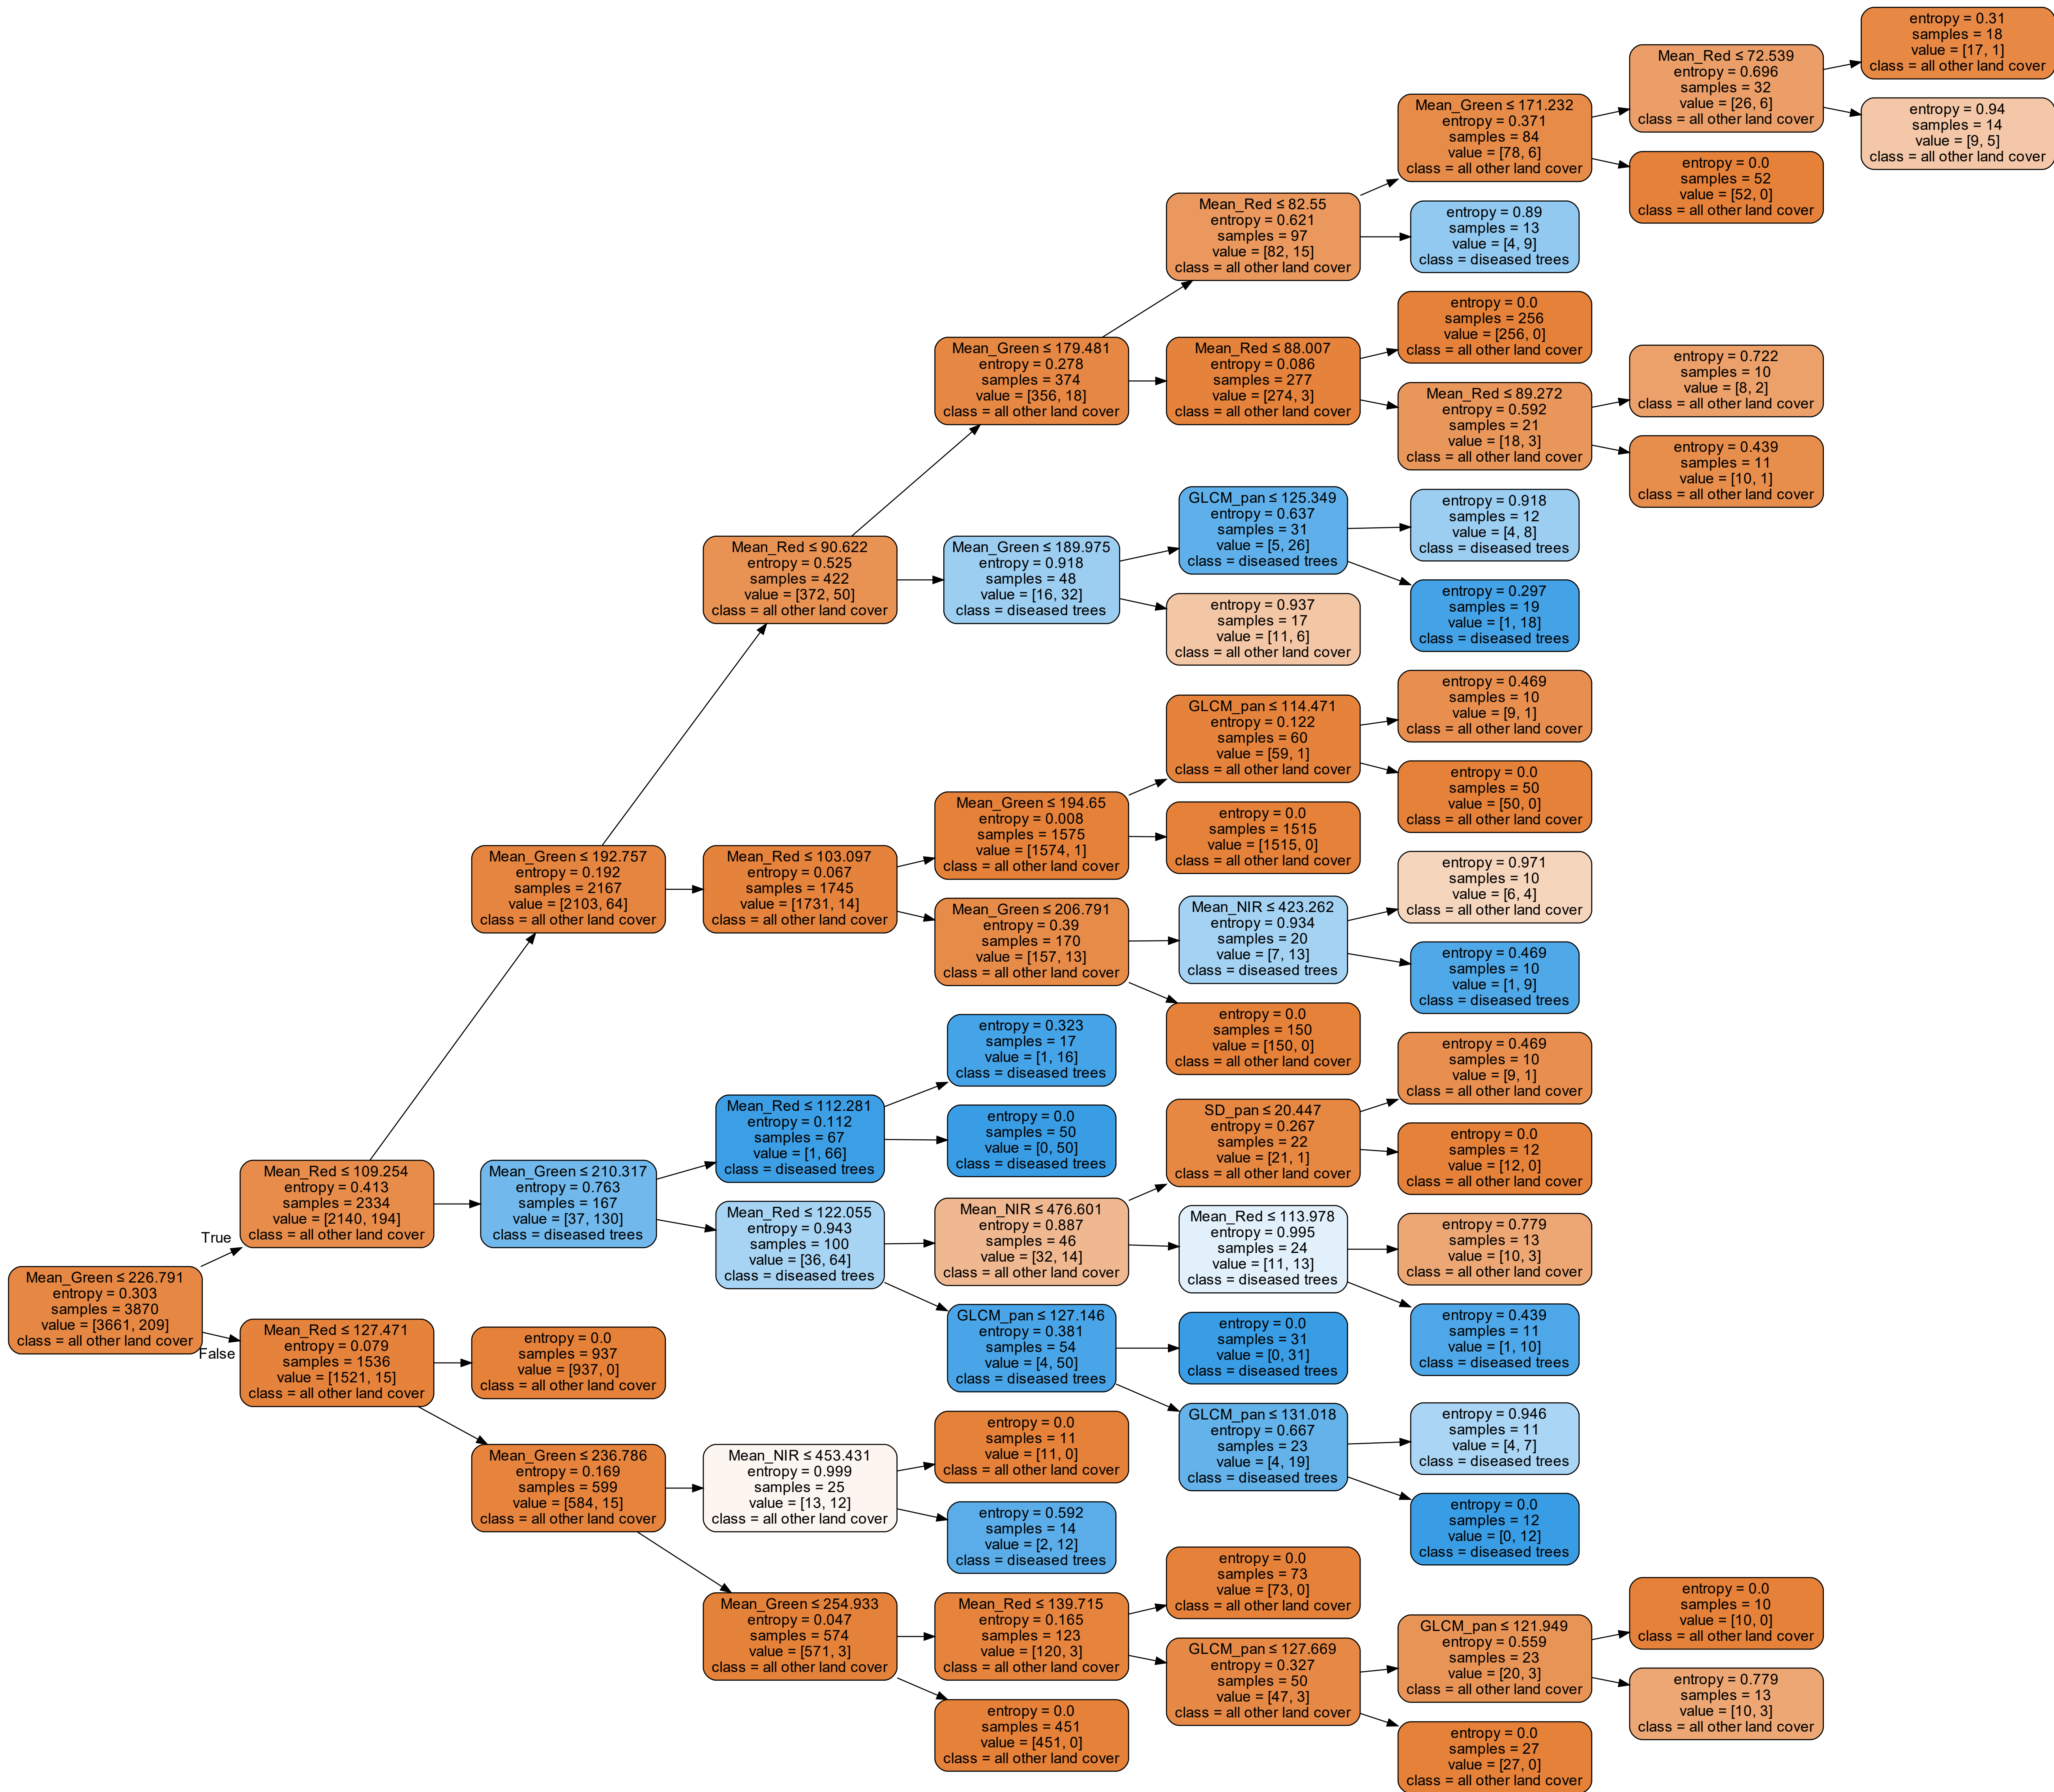 Mean_Green ≤ 226.791
entropy = 0.303
samples = 3870
value = [3661, 209]
class = all other land cover
True
False
Mean_Red ≤ 109.254
entropy = 0.413
samples = 2334
value = [2140, 194]
class = all other land cover
Mean_Red ≤ 127.471
entropy = 0.079
samples = 1536
value = [1521, 15]
class = all other land cover
Mean_Green ≤ 192.757
entropy = 0.192
samples = 2167
value = [2103, 64]
class = all other land cover
Mean_Green ≤ 210.317
entropy = 0.763
samples = 167
value = [37, 130]
class = diseased trees
entropy = 0.0
samples = 937
value = [937, 0]
class = all other land cover
Mean_Green ≤ 236.786
entropy = 0.169
samples = 599
value = [584, 15]
class = all other land cover
Mean_Red ≤ 90.622
entropy = 0.525
samples = 422
value = [372, 50]
class = all other land cover
Mean_Red ≤ 103.097
entropy = 0.067
samples = 1745
value = [1731, 14]
class = all other land cover
Mean_Red ≤ 112.281
entropy = 0.112
samples = 67
value = [1, 66]
class = diseased trees
Mean_Red ≤ 122.055
entropy = 0.943
samples = 100
value = [36, 64]
class = diseased trees
Mean_NIR ≤ 453.431
entropy = 0.999
samples = 25
value = [13, 12]
class = all other land cover
Mean_Green ≤ 254.933
entropy = 0.047
samples = 574
value = [571, 3]
class = all other land cover
Mean_Green ≤ 179.481
entropy = 0.278
samples = 374
value = [356, 18]
class = all other land cover
Mean_Green ≤ 189.975
entropy = 0.918
samples = 48
value = [16, 32]
class = diseased trees
Mean_Green ≤ 194.65
entropy = 0.008
samples = 1575
value = [1574, 1]
class = all other land cover
Mean_Green ≤ 206.791
entropy = 0.39
samples = 170
value = [157, 13]
class = all other land cover
entropy = 0.323
samples = 17
value = [1, 16]
class = diseased trees
entropy = 0.0
samples = 50
value = [0, 50]
class = diseased trees
Mean_NIR ≤ 476.601
entropy = 0.887
samples = 46
value = [32, 14]
class = all other land cover
GLCM_pan ≤ 127.146
entropy = 0.381
samples = 54
value = [4, 50]
class = diseased trees
entropy = 0.0
samples = 11
value = [11, 0]
class = all other land cover
entropy = 0.592
samples = 14
value = [2, 12]
class = diseased trees
Mean_Red ≤ 139.715
entropy = 0.165
samples = 123
value = [120, 3]
class = all other land cover
entropy = 0.0
samples = 451
value = [451, 0]
class = all other land cover
Mean_Red ≤ 82.55
entropy = 0.621
samples = 97
value = [82, 15]
class = all other land cover
Mean_Red ≤ 88.007
entropy = 0.086
samples = 277
value = [274, 3]
class = all other land cover
GLCM_pan ≤ 125.349
entropy = 0.637
samples = 31
value = [5, 26]
class = diseased trees
entropy = 0.937
samples = 17
value = [11, 6]
class = all other land cover
GLCM_pan ≤ 114.471
entropy = 0.122
samples = 60
value = [59, 1]
class = all other land cover
entropy = 0.0
samples = 1515
value = [1515, 0]
class = all other land cover
Mean_NIR ≤ 423.262
entropy = 0.934
samples = 20
value = [7, 13]
class = diseased trees
entropy = 0.0
samples = 150
value = [150, 0]
class = all other land cover
SD_pan ≤ 20.447
entropy = 0.267
samples = 22
value = [21, 1]
class = all other land cover
Mean_Red ≤ 113.978
entropy = 0.995
samples = 24
value = [11, 13]
class = diseased trees
entropy = 0.0
samples = 31
value = [0, 31]
class = diseased trees
GLCM_pan ≤ 131.018
entropy = 0.667
samples = 23
value = [4, 19]
class = diseased trees
entropy = 0.0
samples = 73
value = [73, 0]
class = all other land cover
GLCM_pan ≤ 127.669
entropy = 0.327
samples = 50
value = [47, 3]
class = all other land cover
Mean_Green ≤ 171.232
entropy = 0.371
samples = 84
value = [78, 6]
class = all other land cover
entropy = 0.89
samples = 13
value = [4, 9]
class = diseased trees
entropy = 0.0
samples = 256
value = [256, 0]
class = all other land cover
Mean_Red ≤ 89.272
entropy = 0.592
samples = 21
value = [18, 3]
class = all other land cover
entropy = 0.918
samples = 12
value = [4, 8]
class = diseased trees
entropy = 0.297
samples = 19
value = [1, 18]
class = diseased trees
entropy = 0.469
samples = 10
value = [9, 1]
class = all other land cover
entropy = 0.0
samples = 50
value = [50, 0]
class = all other land cover
entropy = 0.971
samples = 10
value = [6, 4]
class = all other land cover
entropy = 0.469
samples = 10
value = [1, 9]
class = diseased trees
entropy = 0.469
samples = 10
value = [9, 1]
class = all other land cover
entropy = 0.0
samples = 12
value = [12, 0]
class = all other land cover
entropy = 0.779
samples = 13
value = [10, 3]
class = all other land cover
entropy = 0.439
samples = 11
value = [1, 10]
class = diseased trees
entropy = 0.946
samples = 11
value = [4, 7]
class = diseased trees
entropy = 0.0
samples = 12
value = [0, 12]
class = diseased trees
GLCM_pan ≤ 121.949
entropy = 0.559
samples = 23
value = [20, 3]
class = all other land cover
entropy = 0.0
samples = 27
value = [27, 0]
class = all other land cover
Mean_Red ≤ 72.539
entropy = 0.696
samples = 32
value = [26, 6]
class = all other land cover
entropy = 0.0
samples = 52
value = [52, 0]
class = all other land cover
entropy = 0.722
samples = 10
value = [8, 2]
class = all other land cover
entropy = 0.439
samples = 11
value = [10, 1]
class = all other land cover
entropy = 0.0
samples = 10
value = [10, 0]
class = all other land cover
entropy = 0.779
samples = 13
value = [10, 3]
class = all other land cover
entropy = 0.31
samples = 18
value = [17, 1]
class = all other land cover
entropy = 0.94
samples = 14
value = [9, 5]
class = all other land cover